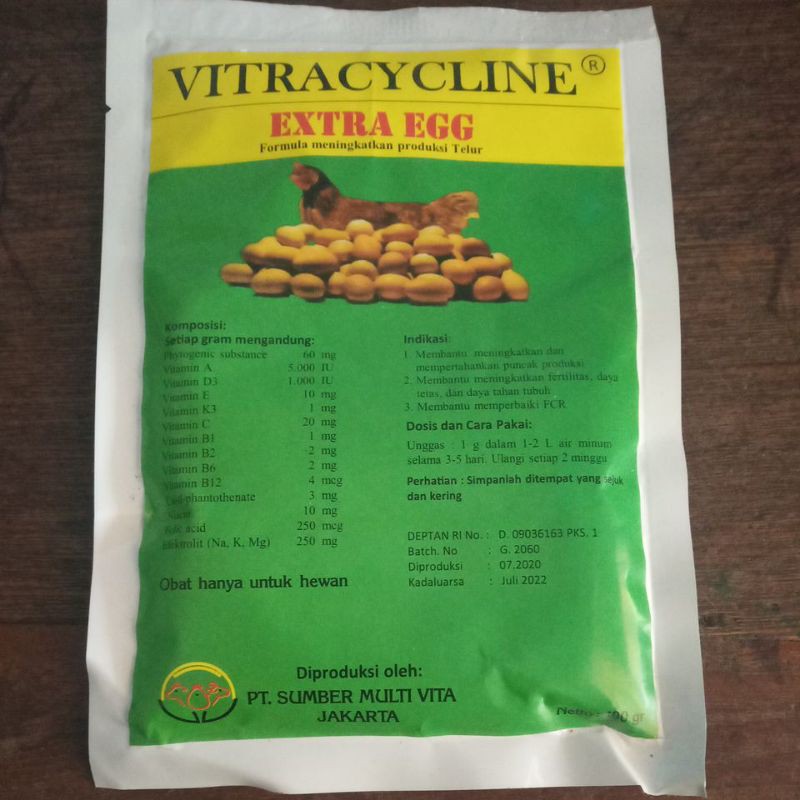 VITRACYCLINE ®
EXTRA EGG
Formula meningkatkan produksi Telur
Komposisi:
Setiap gram mengandung:
Phytogenic substance 60 mg
Vitamin A 5.000 IU
Vitamin D3 1.000 IU
Vitamin E 10 mg
Vitamin K3 1 mg
Vitamin C 20 mg
Vitamin B1 1 mg
Vitamin B2 2 mg
Vitamin B6 2 mg
Vitamin B12 4 mcg
3 mg
10 mg
Folic acid 250 mcg
Elektrolit (Na, K, Mg) 250 mg
Obat hanya untuk hewan
Indikasi:
1. Membantu meningkatkan dan
mempertahankan puncak produksi
2. Membantu meningkatkan fertilitas, daya
tetas, dan daya tahan tubuh
3. Membantu memperbaiki FCR
Dosis dan Cara Pakai:
Unggas : 1 g dalam 1-2 L air minum
selama 3-5 hari. Ulangi setiap 2 minggu
Perhatian : Simpanlah ditempat yang sejuk
dan kering
DEPTAN RI No. : D. 09036163 PKS. 1
Batch. No : G. 2060
Diproduksi : 07.2020
Kadaluarsa : Juli 2022
Diproduksi oleh:
PT. SUMBER MULTI VITA
JAKARTA
Netto : gr